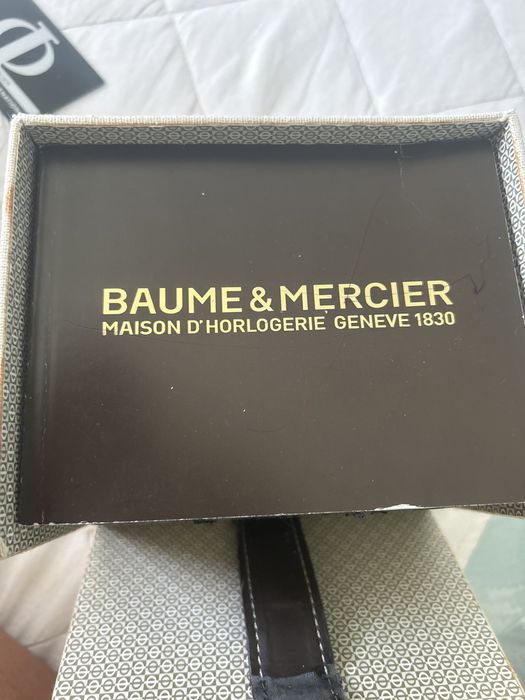 BAUME & MERCIER
MAISON D'HORLOGERIE GENEVE 1830